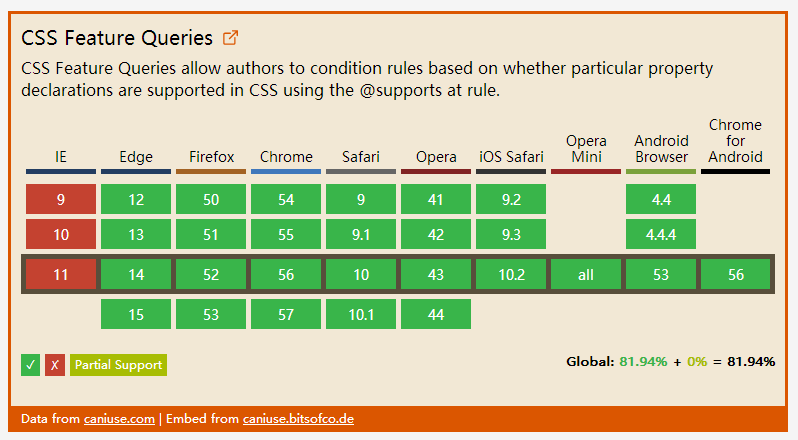 CSS Feature Queries
CSS Feature Queries allow authors to condition rules based on whether particular property
declarations are supported in CSS using the @supports at rule.
IE Edge Firefox Chrome Safari Opera iOS Safari Opera Mini Android Browser Chrome for Android
9 12 50 54 9 41 9.2 4.4
10 13 51 55 9.1 42 9.3 4.4.4
11 14 52 56 10 43 10.2 all 53 56
15 53 57 10.1 44
✓ ✗ Partial Support Global: 81.94% + 0% = 81.94%
Data from caniuse.com | Embed from caniuse.bitsofco.de